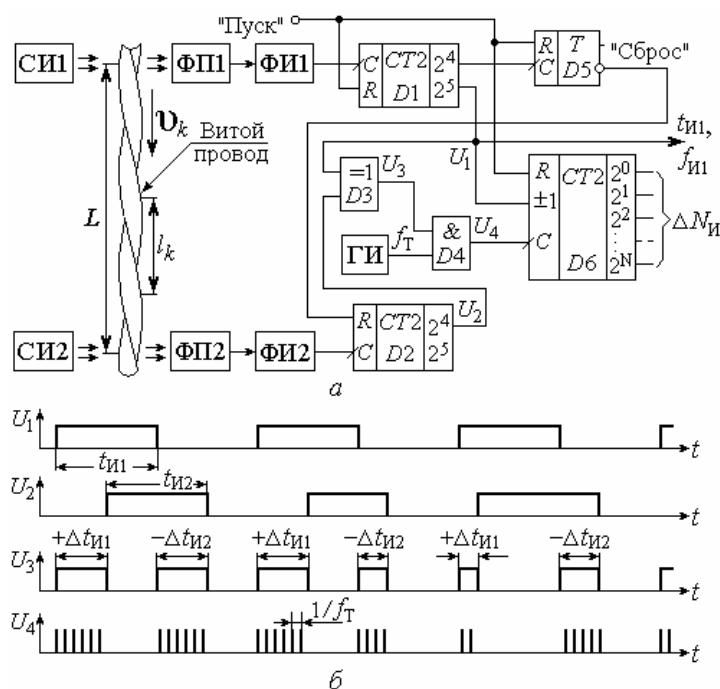 "Пуск"
"Сброс"
СИ1 ФП1 ФИ1 C CT2 2⁴ R T
R D1 2⁵ C D5
υk
Витой
провод
tИ1,
fИ1
U1
=1 U3
D3
R CT2 2⁰
±1 2¹
2²
C D6 2ᴺ
ΔNИ
L
lk
ГИ fТ & U4
D4
U2
СИ2 ФП2 ФИ2 R CT2 2⁴
C D2 2⁵
а
U1 t
tИ1 tИ2
U2 t
+ΔtИ1 −ΔtИ2 +ΔtИ1 −ΔtИ2 +ΔtИ1 −ΔtИ2
U3 t
1/fТ
U4 t
б